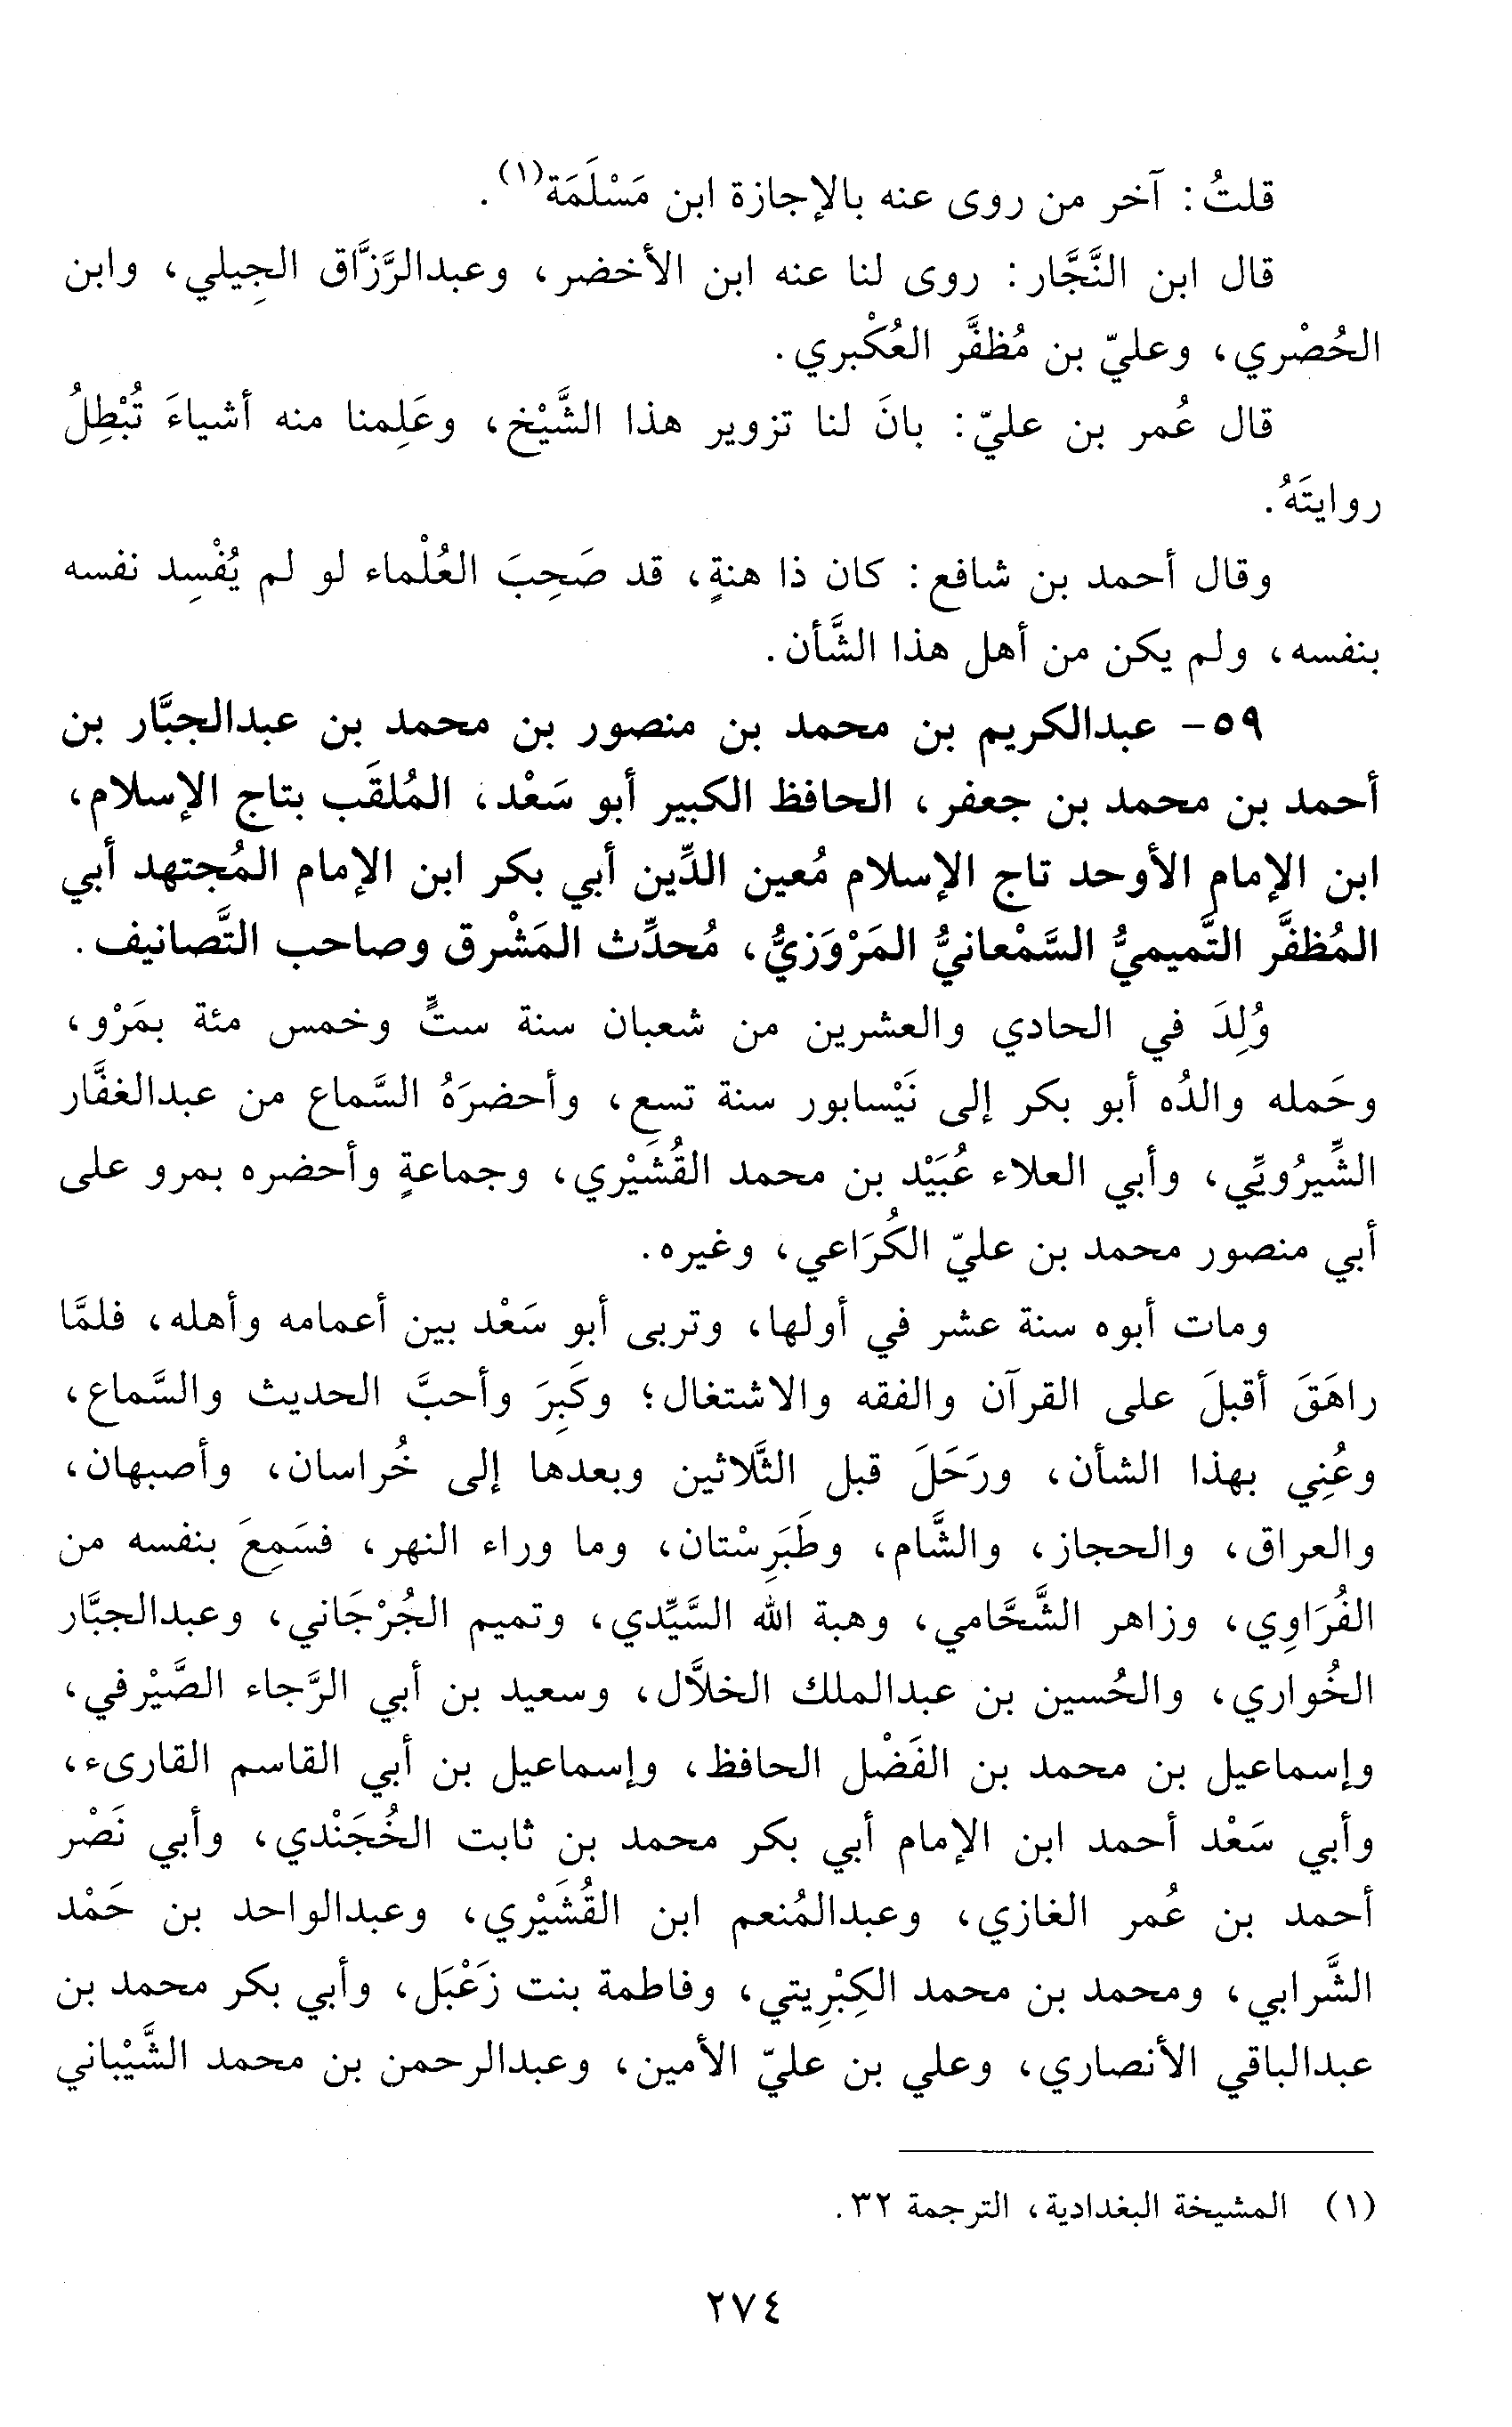 قلتُ: آخر من روى عنه بالإجازة ابن مَسْلَمَة(١).
قال ابن النَّجَّار: روى لنا عنه ابن الأخضر، وعبدالرَّزَّاق الجِيلي، وابن
الحُصْري، وعليّ بن مُظفَّر العُكْبري.
قال عُمر بن عليّ: بانَ لنا تزوير هذا الشَّيْخ، وعَلِمنا منه أشياءَ تُبْطِلُ
روايتَهُ.
وقال أحمد بن شافع: كان ذا هنةٍ، قد صَحِبَ العُلْماء لو لم يُفْسِد نفسه
بنفسه، ولم يكن من أهل هذا الشَّأن.
٥٩- عبدالكريم بن محمد بن منصور بن محمد بن عبدالجبَّار بن
أحمد بن محمد بن جعفر، الحافظ الكبير أبو سَعْد، المُلقَب بتاج الإسلام،
ابن الإمام الأوحد تاج الإسلام مُعين الدِّين أبي بكر ابن الإمام المُجتهد أبي
المُظفَّر التَّميميُّ السَّمْعانيُّ المَرْوَزيُّ، مُحدِّث المَشْرق وصاحب التَّصانيف.
وُلِدَ في الحادي والعشرين من شعبان سنة ستٍّ وخمس مئة بمَرْو،
وحَمله والدُه أبو بكر إلى نَيْسابور سنة تسع، وأحضرَهُ السَّماع من عبدالغفَّار
الشِّيرُويِّي، وأبي العلاء عُبَيْد بن محمد القُشَيْري، وجماعةٍ وأحضره بمرو على
أبي منصور محمد بن عليّ الكُرَاعي، وغيره.
ومات أبوه سنة عشر في أولها، وتربى أبو سَعْد بين أعمامه وأهله، فلمَّا
راهَقَ أقبلَ على القرآن والفقه والاشتغال؛ وكَبِرَ وأحبَّ الحديث والسَّماع،
وعُنِي بهذا الشأن، ورَحَلَ قبل الثَّلاثين وبعدها إلى خُراسان، وأصبهان،
والعراق، والحجاز، والشَّام، وطَبَرِسْتان، وما وراء النهر، فسَمِعَ بنفسه من
الفُرَاوِي، وزاهر الشَّحَّامي، وهبة الله السَّيِّدي، وتميم الجُرْجَاني، وعبدالجبَّار
الخُواري، والحُسين بن عبدالملك الخلاَّل، وسعيد بن أبي الرَّجاء الصَّيْرفي،
وإسماعيل بن محمد بن الفَضْل الحافظ، وإسماعيل بن أبي القاسم القارىء،
وأبي سَعْد أحمد ابن الإمام أبي بكر محمد بن ثابت الخُجَنْدي، وأبي نَصْر
أحمد بن عُمر الغازي، وعبدالمُنعم ابن القُشَيْري، وعبدالواحد بن حَمْد
الشَّرابي، ومحمد بن محمد الكِبْرِيتي، وفاطمة بنت زَعْبَل، وأبي بكر محمد بن
عبدالباقي الأنصاري، وعلي بن عليّ الأمين، وعبدالرحمن بن محمد الشَّيْباني
(١) المشيخة البغدادية، الترجمة ٣٢.
٢٧٤